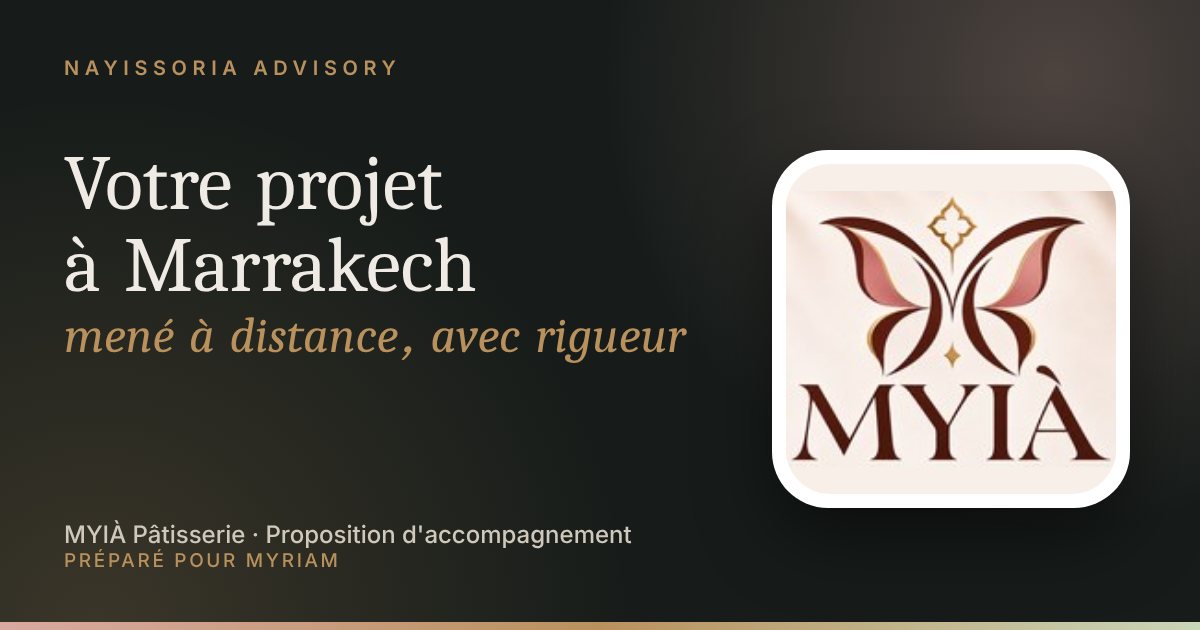 NAYISSORIA ADVISORY
Votre projet
à Marrakech
mené à distance, avec rigueur
MYIÀ
MYIÀ Pâtisserie · Proposition d'accompagnement
PRÉPARÉ POUR MYRIAM